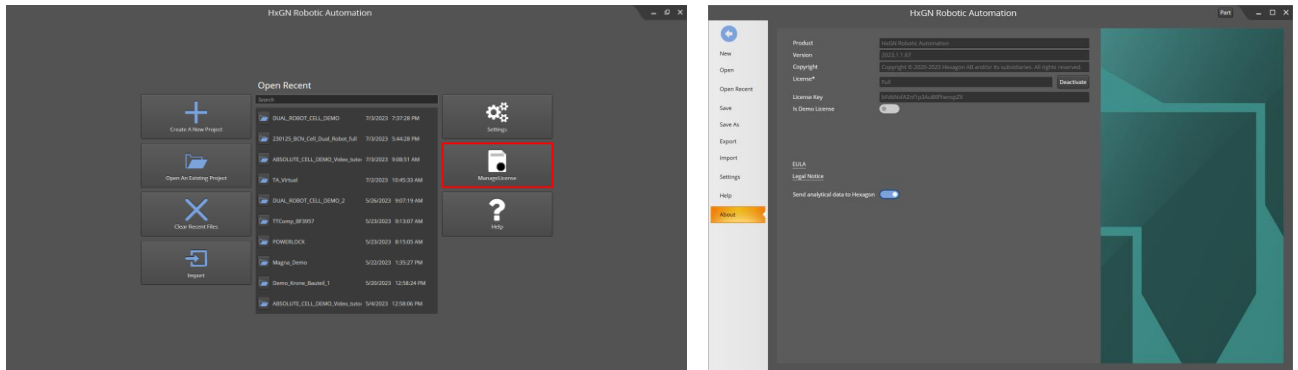 HxGN Robotic Automation
Open Recent
Search
Create A New Project
Open An Existing Project
Clear Recent Files
Import
DUAL_ROBOT_CELL_DEMO 7/3/2023 7:37:28 PM
230125_BCN_Cell_Dual_Robot_full 7/3/2023 5:44:28 PM
ABSOLUTE_CELL_DEMO_Video_tutor 7/3/2023 9:08:51 AM
TA_Virtual 7/2/2023 10:45:33 AM
DUAL_ROBOT_CELL_DEMO_2 5/26/2023 9:07:19 AM
TTComp_BF3957 5/23/2023 9:13:07 AM
POWERLOCK 5/23/2023 8:15:05 AM
Magna_Demo 5/22/2023 1:35:27 PM
Demo_Krone_Bauteil_1 5/20/2023 12:58:24 PM
ABSOLUTE_CELL_DEMO_Video_tutor 5/4/2023 12:58:06 PM
Settings
ManageLicense
Help
HxGN Robotic Automation
Part
New
Open
Open Recent
Save
Save As
Export
Import
Settings
Help
About
Product HxGN Robotic Automation
Version 2023.1.1.87
Copyright Copyright © 2020-2023 Hexagon AB and/or its subsidiaries. All rights reserved.
License* Full Deactivate
License Key
Is Demo License
EULA
Legal Notice
Send analytical data to Hexagon